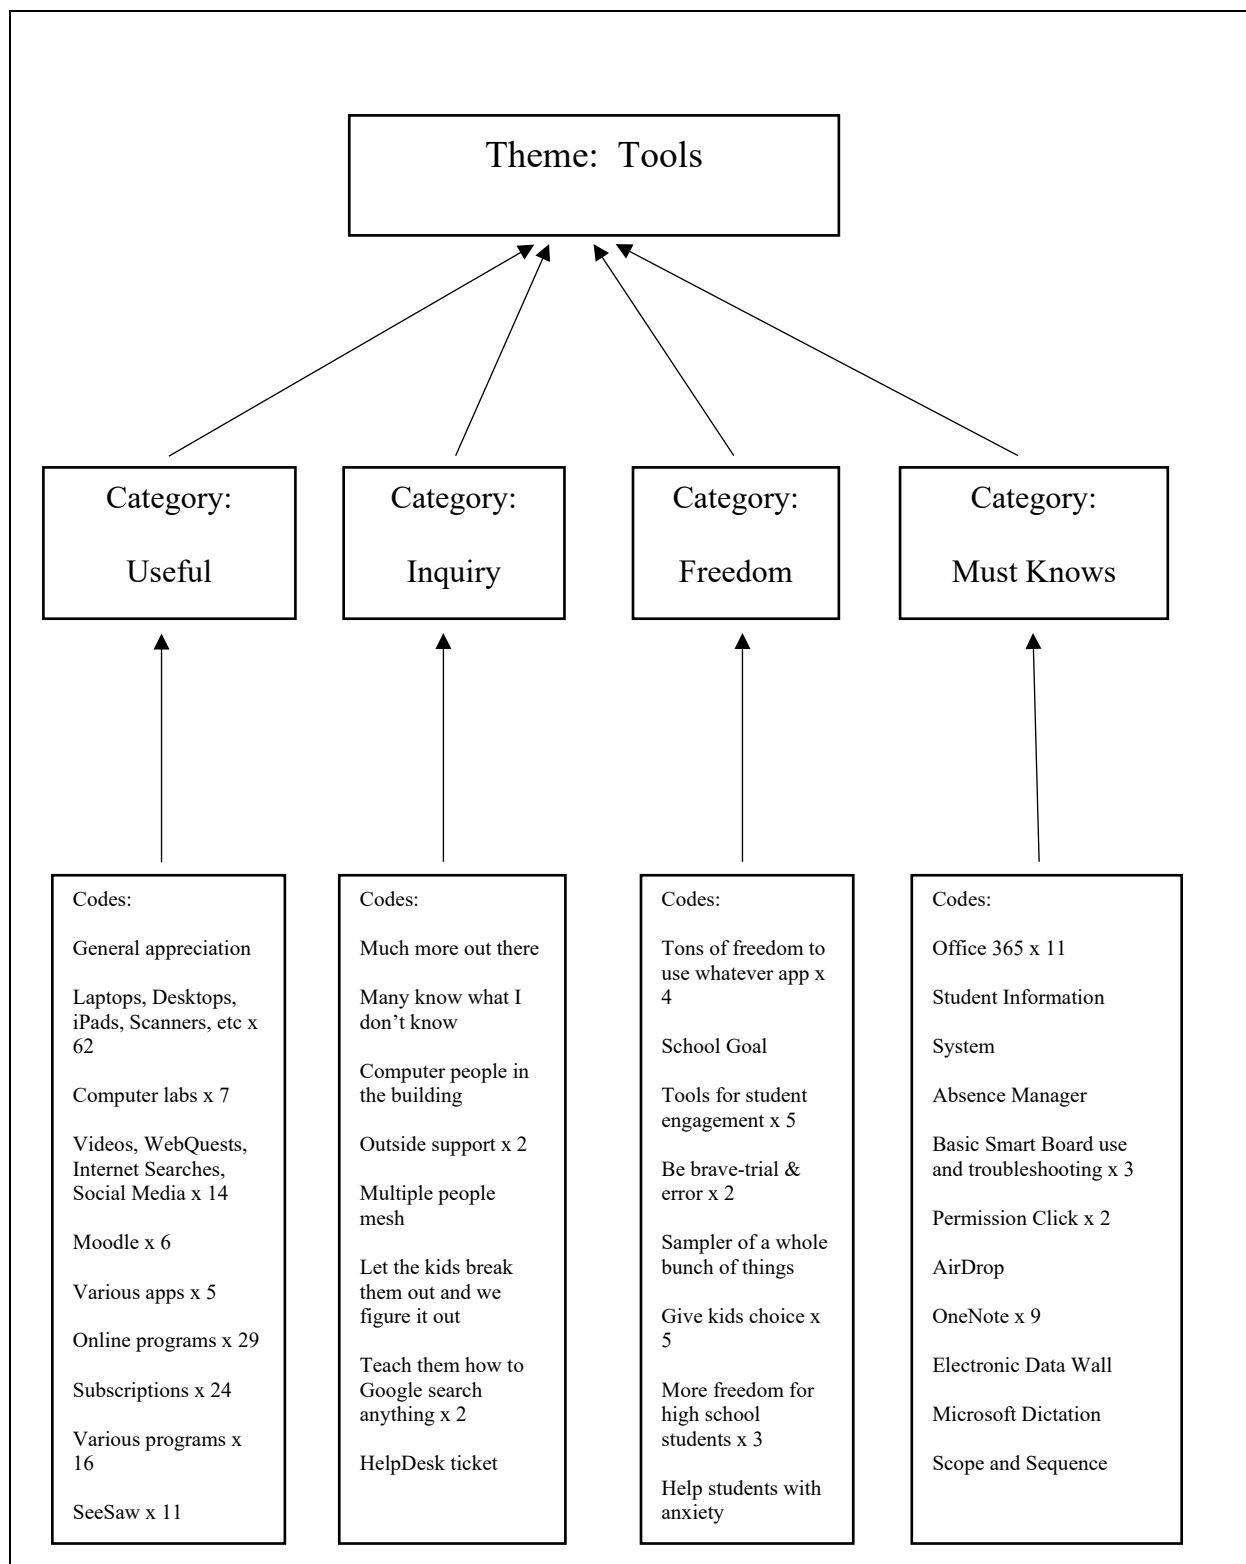 Theme:  Tools
Category:
Useful
Category:
Inquiry
Category:
Freedom
Category:
Must Knows
Codes:
General appreciation
Laptops, Desktops,
iPads, Scanners, etc x
62
Computer labs x 7
Videos, WebQuests,
Internet Searches,
Social Media x 14
Moodle x 6
Various apps x 5
Online programs x 29
Subscriptions x 24
Various programs x
16
SeeSaw x 11
Codes:
Much more out there
Many know what I
don’t know
Computer people in
the building
Outside support x 2
Multiple people
mesh
Let the kids break
them out and we
figure it out
Teach them how to
Google search
anything x 2
HelpDesk ticket
Codes:
Tons of freedom to
use whatever app x
4
School Goal
Tools for student
engagement x 5
Be brave-trial &
error x 2
Sampler of a whole
bunch of things
Give kids choice x
5
More freedom for
high school
students x 3
Help students with
anxiety
Codes:
Office 365 x 11
Student Information
System
Absence Manager
Basic Smart Board use
and troubleshooting x 3
Permission Click x 2
AirDrop
OneNote x 9
Electronic Data Wall
Microsoft Dictation
Scope and Sequence